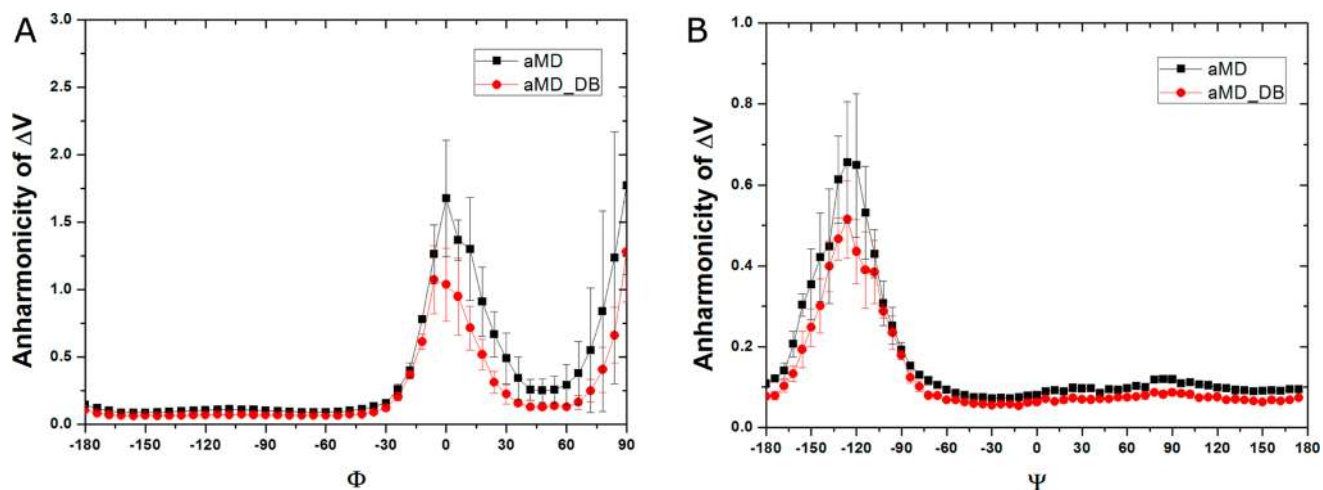 A
3.0
2.5
2.0
1.5
1.0
0.5
0.0
Anharmonicity of ΔV
aMD
aMD_DB
-180 -150 -120 -90 -60 -30 0 30 60 90
Φ
B
1.0
0.8
0.6
0.4
0.2
0.0
Anharmonicity of ΔV
aMD
aMD_DB
-180 -150 -120 -90 -60 -30 0 30 60 90 120 150 180
Ψ